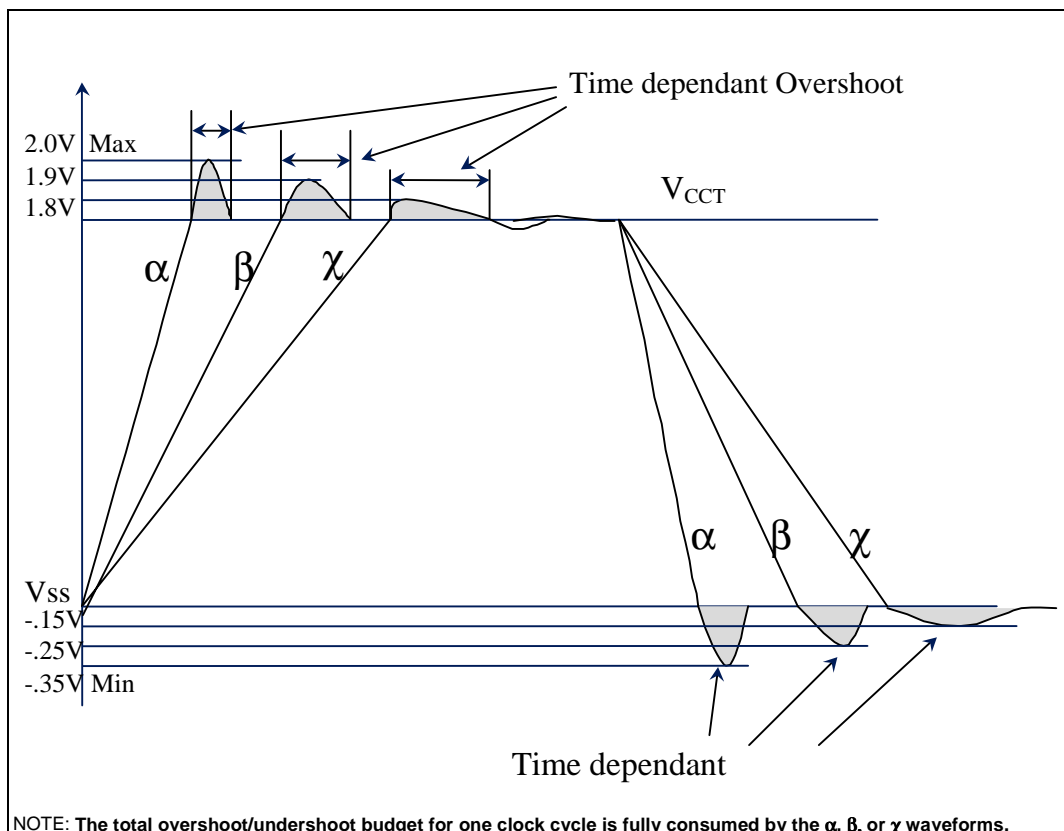 Time dependant Overshoot
2.0V Max
1.9V
1.8V
VCCT
α β χ
α β χ
VSS
-.15V
-.25V
-.35V Min
Time dependant
NOTE: The total overshoot/undershoot budget for one clock cycle is fully consumed by the α, β, or χ waveforms.